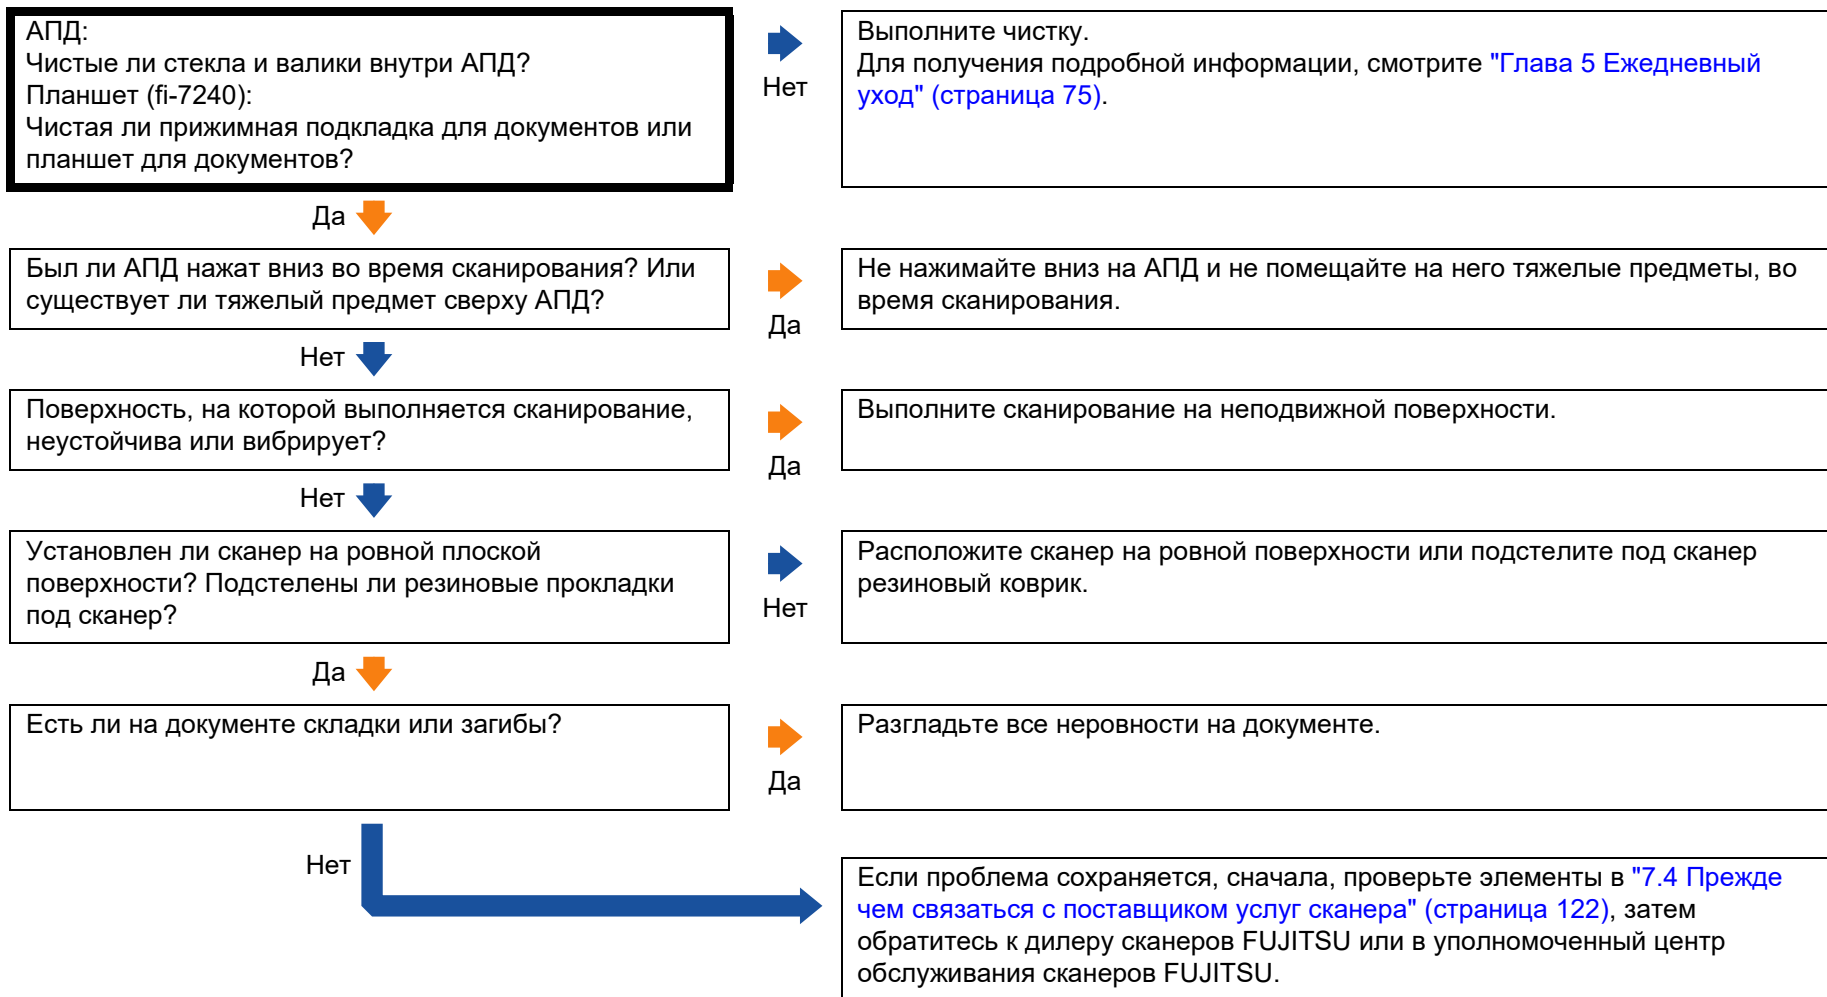 АПД:
Чистые ли стекла и валики внутри АПД?
Планшет (fi-7240):
Чистая ли прижимная подкладка для документов или
планшет для документов?
Нет
Выполните чистку.
Для получения подробной информации, смотрите "Глава 5 Ежедневный
уход" (страница 75).
Да
Был ли АПД нажат вниз во время сканирования? Или
существует ли тяжелый предмет сверху АПД?
Да
Не нажимайте вниз на АПД и не помещайте на него тяжелые предметы, во
время сканирования.
Нет
Поверхность, на которой выполняется сканирование,
неустойчива или вибрирует?
Да
Выполните сканирование на неподвижной поверхности.
Нет
Установлен ли сканер на ровной плоской
поверхности? Подстелены ли резиновые прокладки
под сканер?
Нет
Расположите сканер на ровной поверхности или подстелите под сканер
резиновый коврик.
Да
Есть ли на документе складки или загибы?
Да
Разгладьте все неровности на документе.
Нет
Если проблема сохраняется, сначала, проверьте элементы в "7.4 Прежде
чем связаться с поставщиком услуг сканера" (страница 122), затем
обратитесь к дилеру сканеров FUJITSU или в уполномоченный центр
обслуживания сканеров FUJITSU.